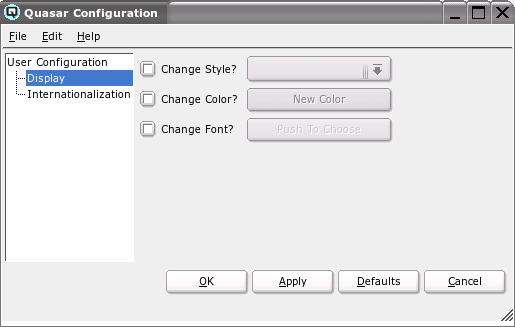 Quasar Configuration
File Edit Help
User Configuration
Display
Internationalization
Change Style?
Change Color? New Color
Change Font? Push To Choose
OK Apply Defaults Cancel